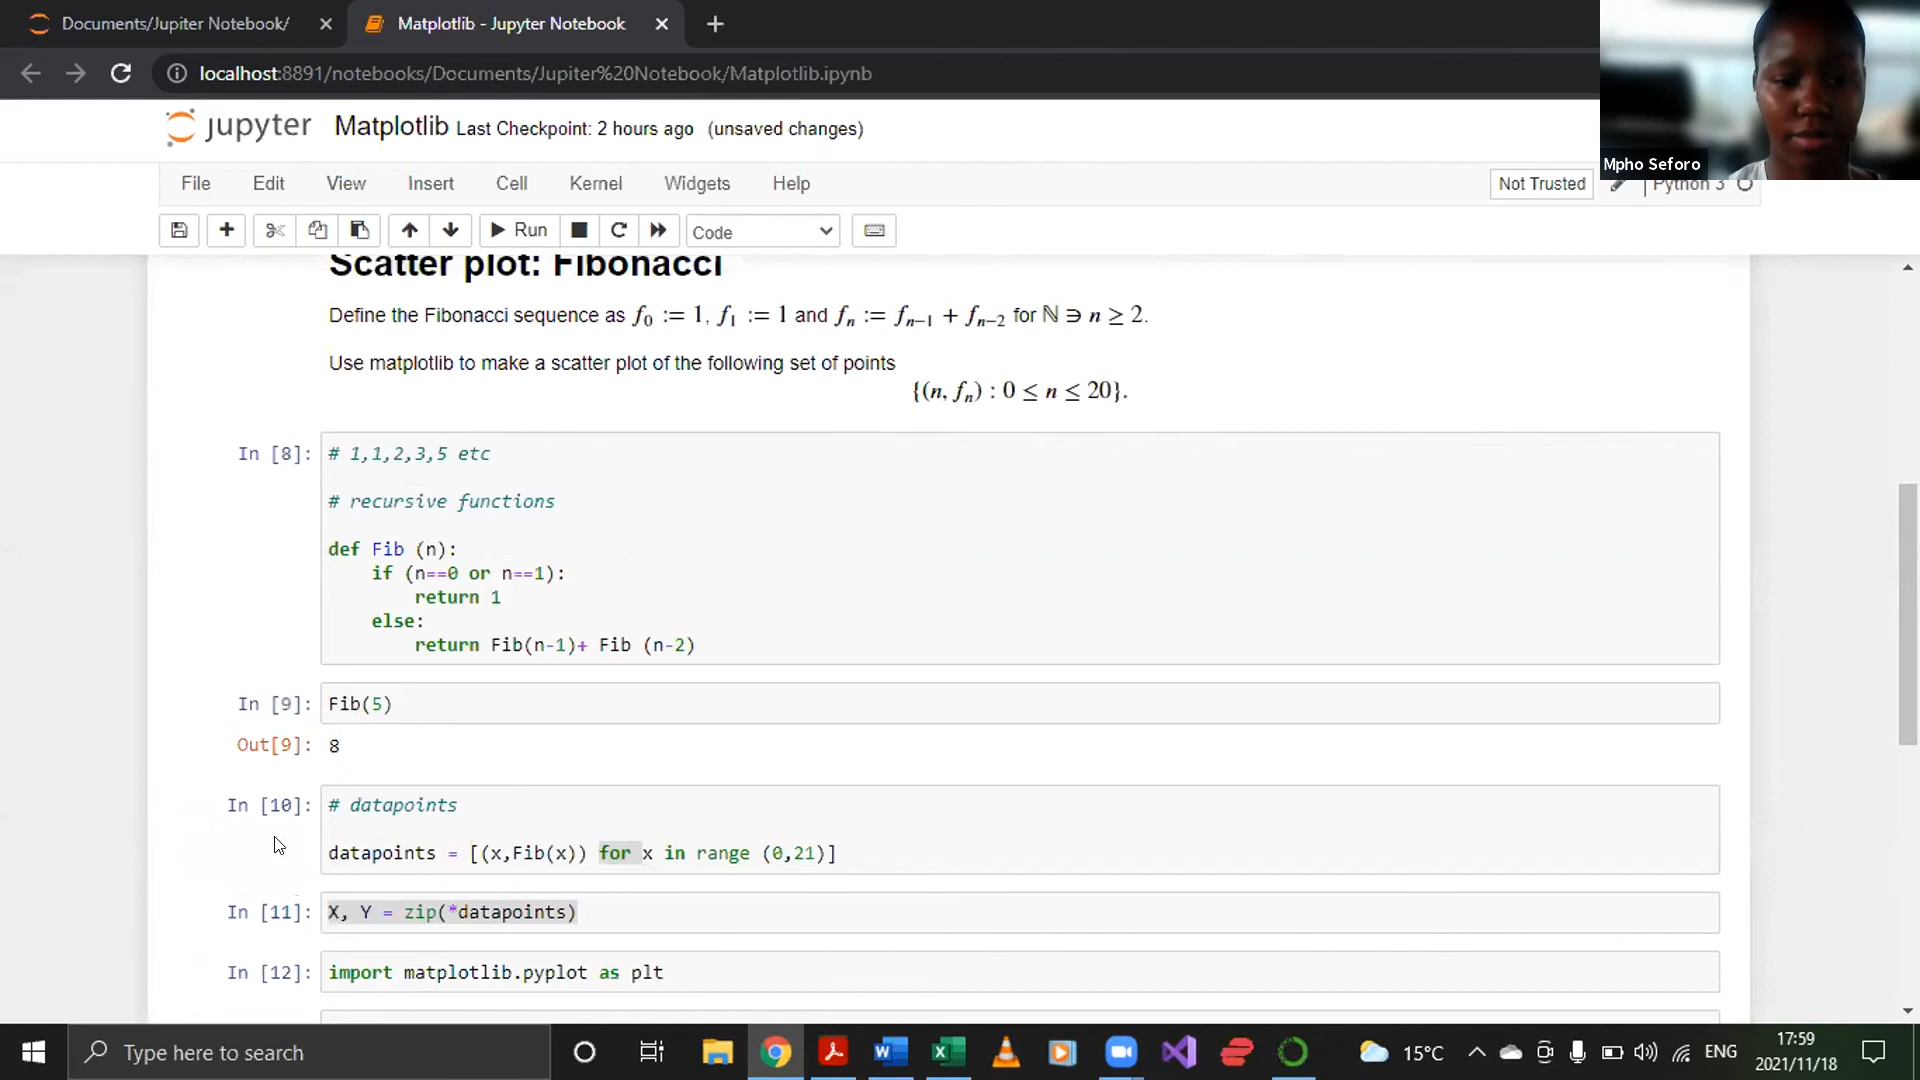 Documents/Jupiter Notebook/
Matplotlib - Jupyter Notebook
localhost:8891/notebooks/Documents/Jupiter%20Notebook/Matplotlib.ipynb
Mpho Seforo
jupyter Matplotlib Last Checkpoint: 2 hours ago (unsaved changes)
File Edit View Insert Cell Kernel Widgets Help Not Trusted Python 3
Run Code
Scatter plot: Fibonacci
Define the Fibonacci sequence as f₀ := 1, f₁ := 1 and fₙ := fₙ₋₁ + fₙ₋₂ for ℕ ∋ n ≥ 2.
Use matplotlib to make a scatter plot of the following set of points
{(n, fₙ) : 0 ≤ n ≤ 20}.
In [8]: # 1,1,2,3,5 etc
# recursive functions
def Fib (n):
if (n==0 or n==1):
return 1
else:
return Fib(n-1)+ Fib (n-2)
In [9]: Fib(5)
Out[9]: 8
In [10]: # datapoints
datapoints = [(x,Fib(x)) for x in range (0,21)]
In [11]: X, Y = zip(*datapoints)
In [12]: import matplotlib.pyplot as plt
Type here to search
15°C
ENG
17:59
2021/11/18